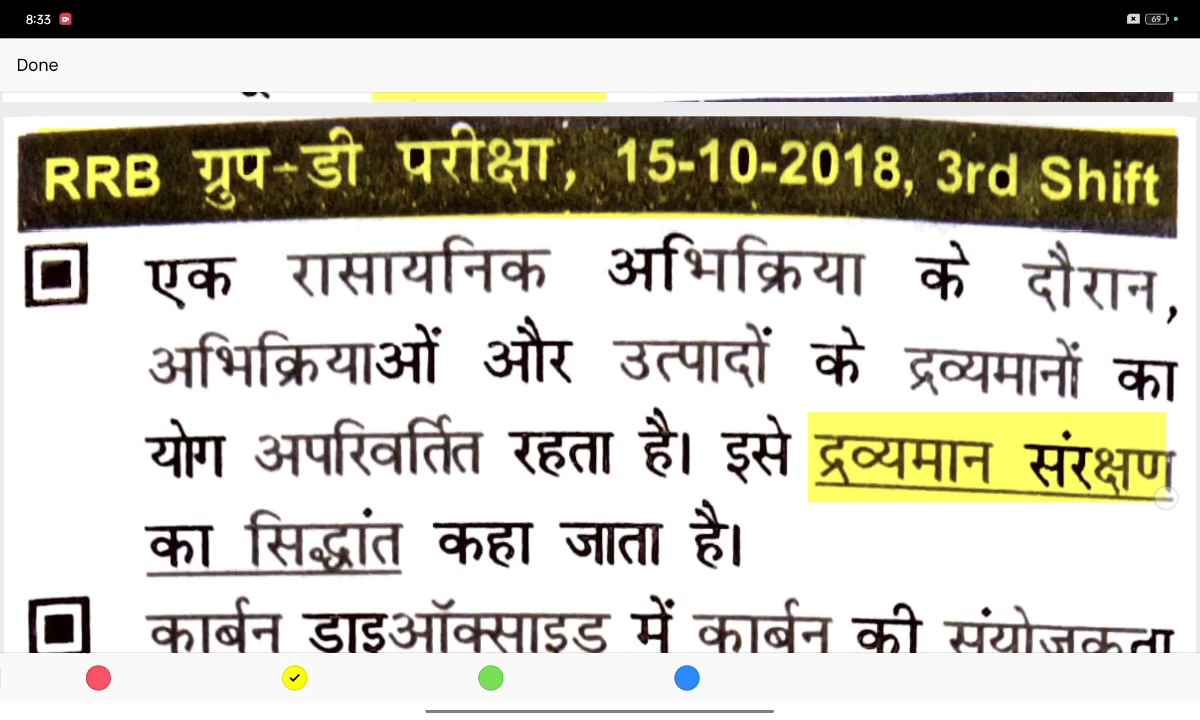 8:33
69
Done
RRB ग्रुप-डी परीक्षा, 15-10-2018, 3rd Shift
एक रासायनिक अभिक्रिया के दौरान,
अभिक्रियाओं और उत्पादों के द्रव्यमानों का
योग अपरिवर्तित रहता है। इसे द्रव्यमान संरक्षण
का सिद्धांत कहा जाता है।
कार्बन डाइऑक्साइड में कार्बन की संयोजकता